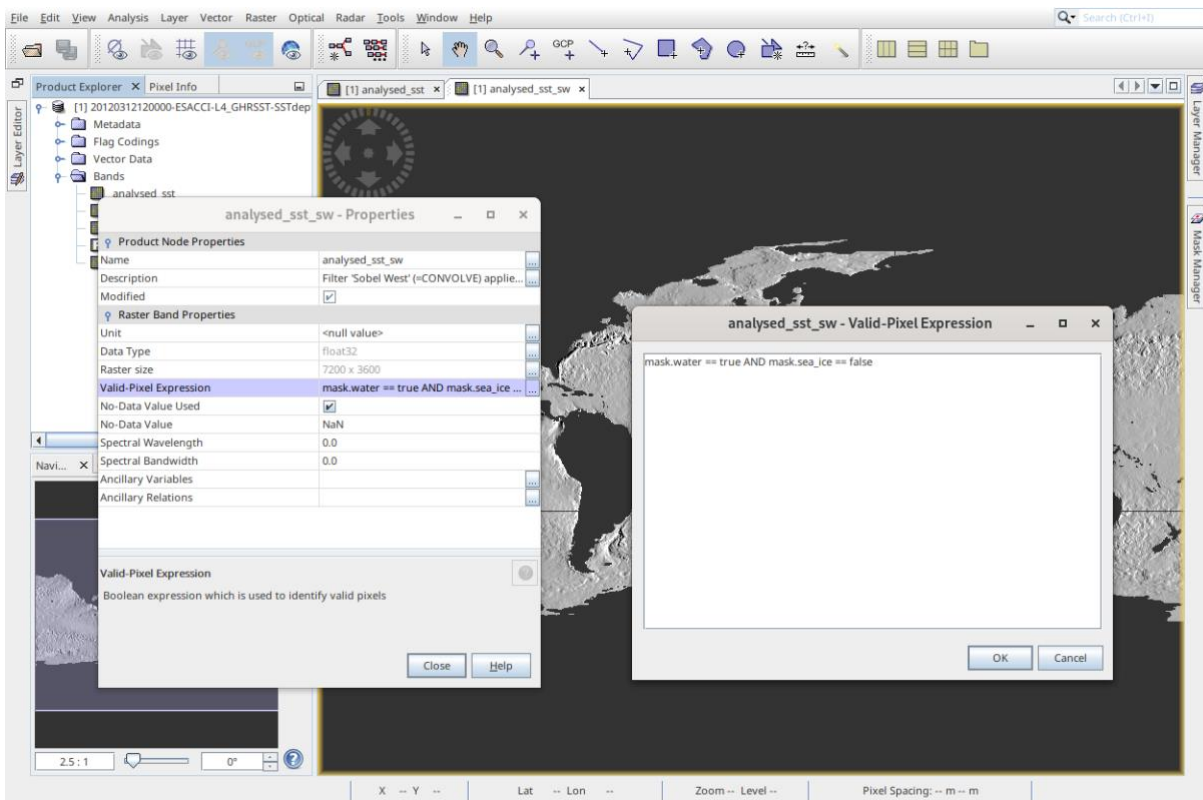 File Edit View Analysis Layer Vector Raster Optical Radar Tools Window Help
Search (Ctrl+I)
GCP
Product Explorer Pixel Info
[1] analysed_sst [1] analysed_sst_sw
Layer Editor
[1] 20120312120000-ESACCI-L4_GHRSST-SSTdep
Metadata
Flag Codings
Vector Data
Bands
analysed_sst
Layer Manager
Mask Manager
analysed_sst_sw - Properties
Product Node Properties
Name analysed_sst_sw ...
Description Filter 'Sobel West' (=CONVOLVE) applie... ...
Modified
Raster Band Properties
Unit <null value> ...
Data Type float32
Raster size 7200 x 3600
Valid-Pixel Expression mask.water == true AND mask.sea_ice ... ...
No-Data Value Used
No-Data Value NaN
Spectral Wavelength 0.0
Spectral Bandwidth 0.0
Ancillary Variables ...
Ancillary Relations ...
Valid-Pixel Expression
Boolean expression which is used to identify valid pixels
Close Help
analysed_sst_sw - Valid-Pixel Expression
mask.water == true AND mask.sea_ice == false
OK Cancel
Navi...
2.5 : 1 0°
X -- Y -- Lat -- Lon -- Zoom -- Level -- Pixel Spacing: -- m -- m